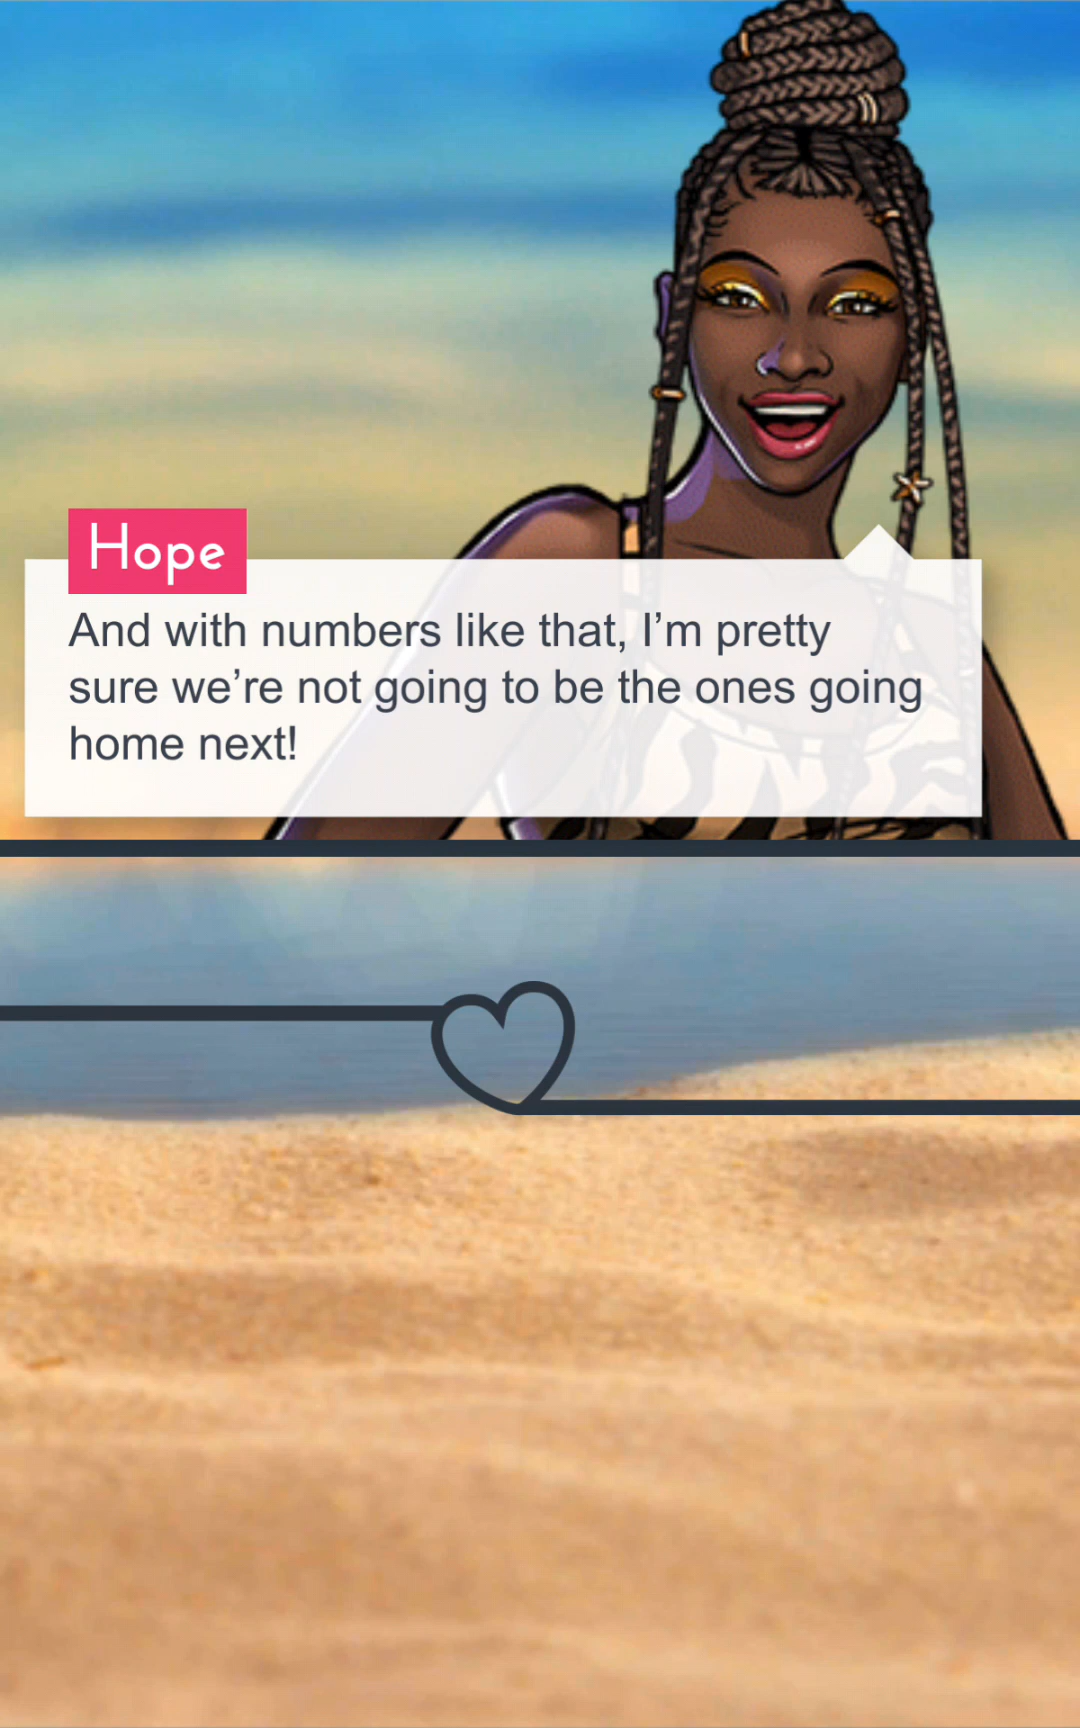 Hope
And with numbers like that, I’m pretty
sure we’re not going to be the ones going
home next!